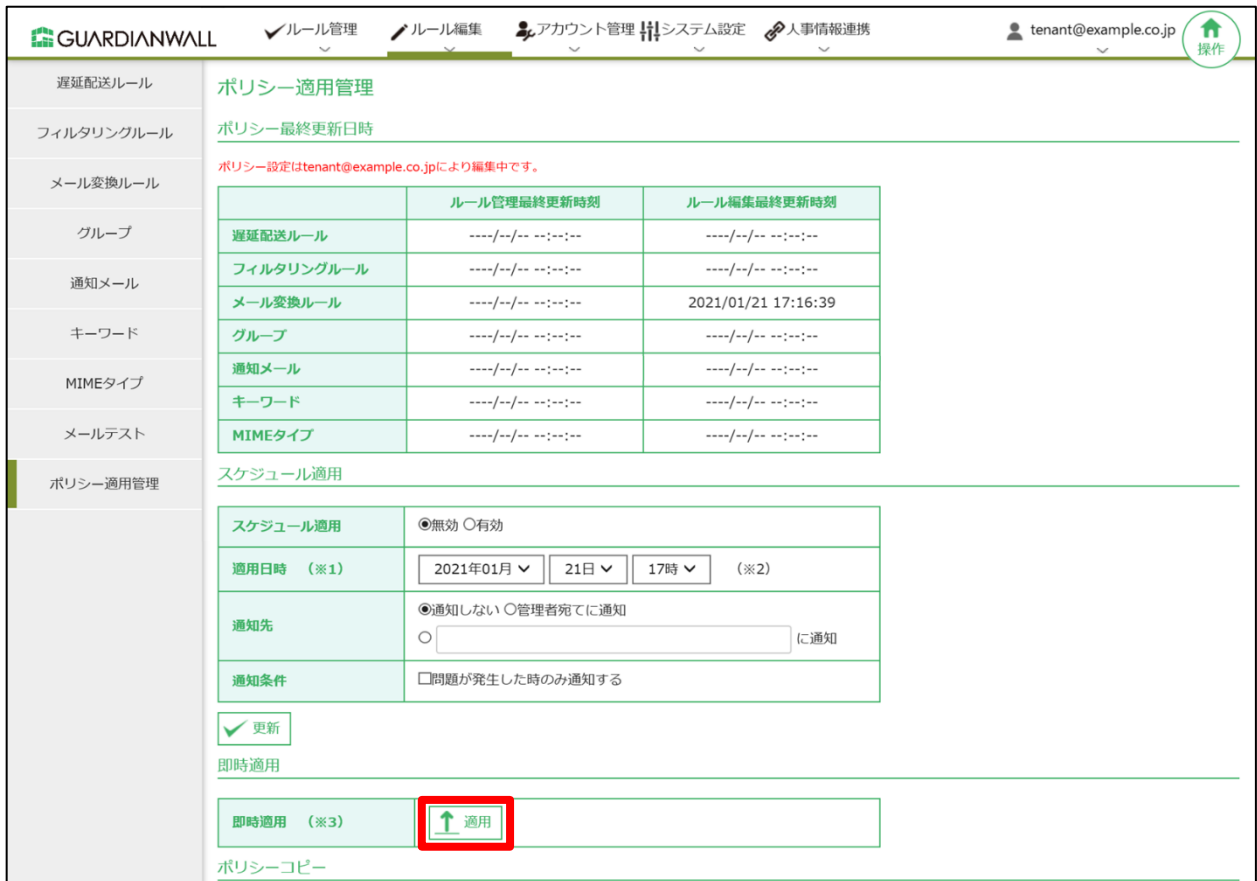 GUARDIANWALL
ルール管理 ルール編集 アカウント管理 システム設定 人事情報連携 tenant@example.co.jp
操作
遅延配送ルール
フィルタリングルール
メール変換ルール
グループ
通知メール
キーワード
MIMEタイプ
メールテスト
ポリシー適用管理
ポリシー適用管理
ポリシー最終更新日時
ポリシー設定はtenant@example.co.jpにより編集中です。
ルール管理最終更新時刻 ルール編集最終更新時刻
遅延配送ルール ----/--/-- --:--:-- ----/--/-- --:--:--
フィルタリングルール ----/--/-- --:--:-- ----/--/-- --:--:--
メール変換ルール ----/--/-- --:--:-- 2021/01/21 17:16:39
グループ ----/--/-- --:--:-- ----/--/-- --:--:--
通知メール ----/--/-- --:--:-- ----/--/-- --:--:--
キーワード ----/--/-- --:--:-- ----/--/-- --:--:--
MIMEタイプ ----/--/-- --:--:-- ----/--/-- --:--:--
スケジュール適用
スケジュール適用 ◉無効 ○有効
適用日時 （※1） 2021年01月 21日 17時 （※2）
通知先 ◉通知しない ○管理者宛てに通知
○ に通知
通知条件 □問題が発生した時のみ通知する
更新
即時適用
即時適用 （※3） 適用
ポリシーコピー